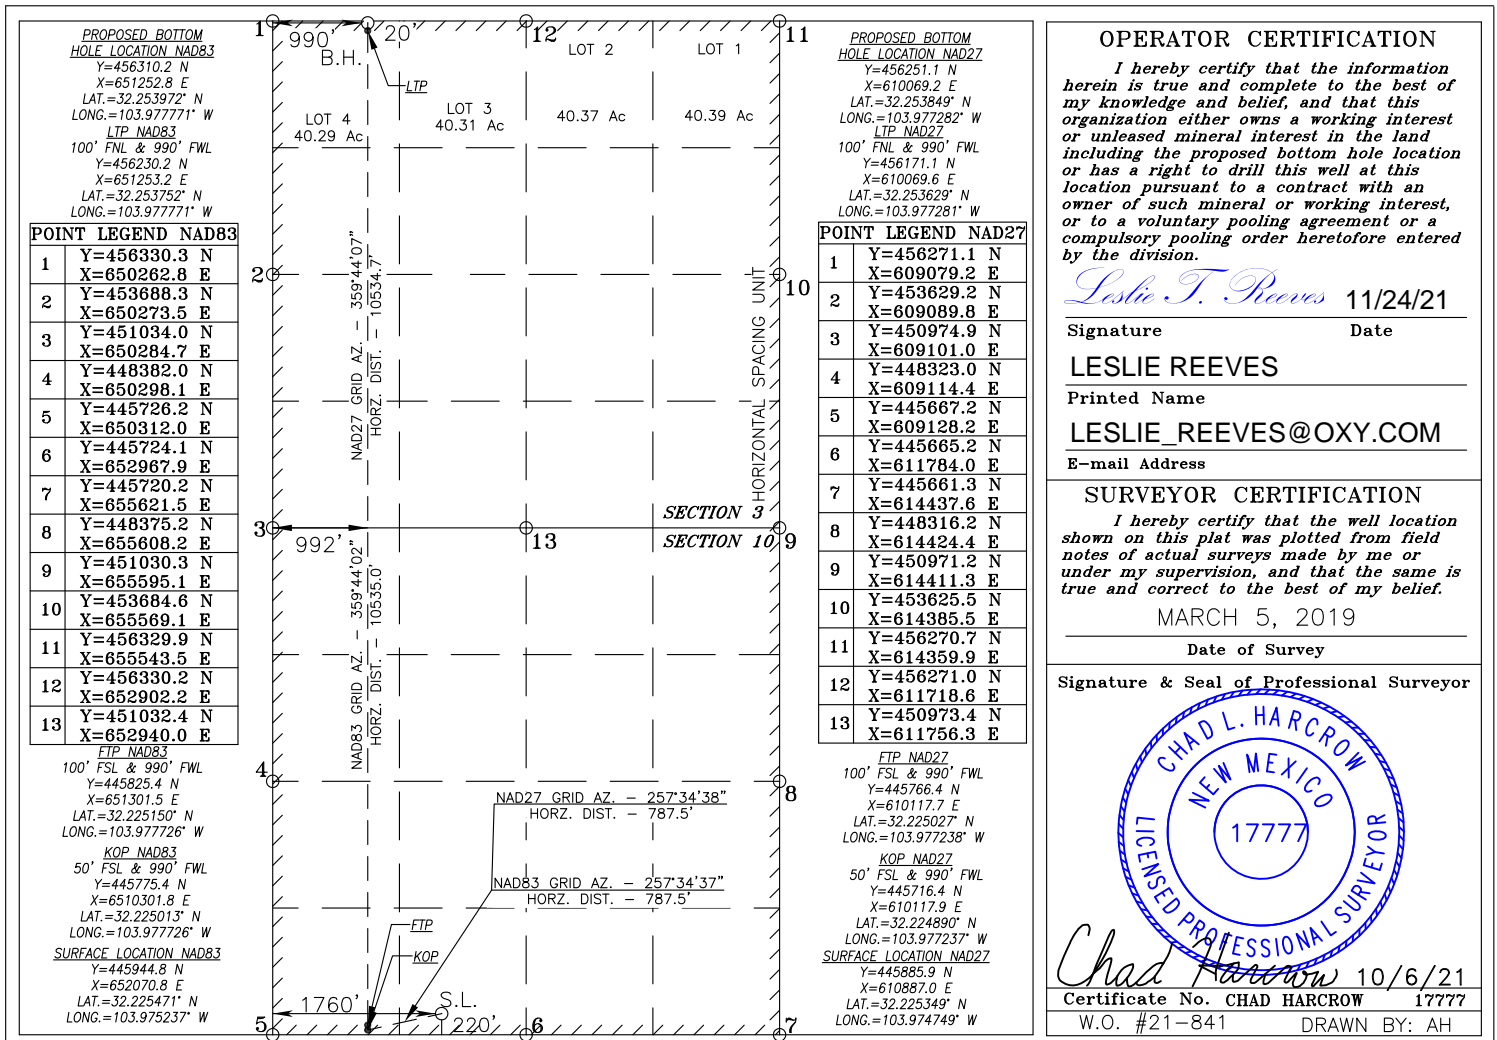 PROPOSED BOTTOM
HOLE LOCATION NAD83
Y=456310.2 N
X=651252.8 E
LAT.=32.253972° N
LONG.=103.977771° W
LTP NAD83
100' FNL & 990' FWL
Y=456230.2 N
X=651253.2 E
LAT.=32.253752° N
LONG.=103.977771° W
POINT LEGEND NAD83
1 Y=456330.3 N
X=650262.8 E
2 Y=453688.3 N
X=650273.5 E
3 Y=451034.0 N
X=650284.7 E
4 Y=448382.0 N
X=650298.1 E
5 Y=445726.2 N
X=650312.0 E
6 Y=445724.1 N
X=652967.9 E
7 Y=445720.2 N
X=655621.5 E
8 Y=448375.2 N
X=655608.2 E
9 Y=451030.3 N
X=655595.1 E
10 Y=453684.6 N
X=655569.1 E
11 Y=456329.9 N
X=655543.5 E
12 Y=456330.2 N
X=652902.2 E
13 Y=451032.4 N
X=652940.0 E
FTP NAD83
100' FSL & 990' FWL
Y=445825.4 N
X=651301.5 E
LAT.=32.225150° N
LONG.=103.977726° W
KOP NAD83
50' FSL & 990' FWL
Y=445775.4 N
X=6510301.8 E
LAT.=32.225013° N
LONG.=103.977726° W
SURFACE LOCATION NAD83
Y=445944.8 N
X=652070.8 E
LAT.=32.225471° N
LONG.=103.975237° W
1
990'
20'
B.H.
LTP
12
11
LOT 4
40.29 Ac
LOT 3
40.31 Ac
LOT 2
40.37 Ac
LOT 1
40.39 Ac
2
10
NAD27 GRID AZ. - 359°44'07"
HORZ. DIST. - 10534.7'
HORIZONTAL SPACING UNIT
SECTION 3
3
992'
13
SECTION 10
9
NAD83 GRID AZ. - 359°44'02"
HORZ. DIST. - 10535.0'
4
8
NAD27 GRID AZ. - 257°34'38"
HORZ. DIST. - 787.5'
NAD83 GRID AZ. - 257°34'37"
HORZ. DIST. - 787.5'
FTP
KOP
1760'
S.L.
220'
5
6
7
PROPOSED BOTTOM
HOLE LOCATION NAD27
Y=456251.1 N
X=610069.2 E
LAT.=32.253849° N
LONG.=103.977282° W
LTP NAD27
100' FNL & 990' FWL
Y=456171.1 N
X=610069.6 E
LAT.=32.253629° N
LONG.=103.977281° W
POINT LEGEND NAD27
1 Y=456271.1 N
X=609079.2 E
2 Y=453629.2 N
X=609089.8 E
3 Y=450974.9 N
X=609101.0 E
4 Y=448323.0 N
X=609114.4 E
5 Y=445667.2 N
X=609128.2 E
6 Y=445665.2 N
X=611784.0 E
7 Y=445661.3 N
X=614437.6 E
8 Y=448316.2 N
X=614424.4 E
9 Y=450971.2 N
X=614411.3 E
10 Y=453625.5 N
X=614385.5 E
11 Y=456270.7 N
X=614359.9 E
12 Y=456271.0 N
X=611718.6 E
13 Y=450973.4 N
X=611756.3 E
FTP NAD27
100' FSL & 990' FWL
Y=445766.4 N
X=610117.7 E
LAT.=32.225027° N
LONG.=103.977238° W
KOP NAD27
50' FSL & 990' FWL
Y=445716.4 N
X=610117.9 E
LAT.=32.224890° N
LONG.=103.977237° W
SURFACE LOCATION NAD27
Y=445885.9 N
X=610887.0 E
LAT.=32.225349° N
LONG.=103.974749° W
OPERATOR CERTIFICATION
I hereby certify that the information
herein is true and complete to the best of
my knowledge and belief, and that this
organization either owns a working interest
or unleased mineral interest in the land
including the proposed bottom hole location
or has a right to drill this well at this
location pursuant to a contract with an
owner of such mineral or working interest,
or to a voluntary pooling agreement or a
compulsory pooling order heretofore entered
by the division.
Leslie T. Reeves 11/24/21
Signature Date
LESLIE REEVES
Printed Name
LESLIE_REEVES@OXY.COM
E-mail Address
SURVEYOR CERTIFICATION
I hereby certify that the well location
shown on this plat was plotted from field
notes of actual surveys made by me or
under my supervision, and that the same is
true and correct to the best of my belief.
MARCH 5, 2019
Date of Survey
Signature & Seal of Professional Surveyor
CHAD L. HARCROW
NEW MEXICO
17777
LICENSED PROFESSIONAL SURVEYOR
Chad Harcrow 10/6/21
Certificate No. CHAD HARCROW 17777
W.O. #21-841 DRAWN BY: AH